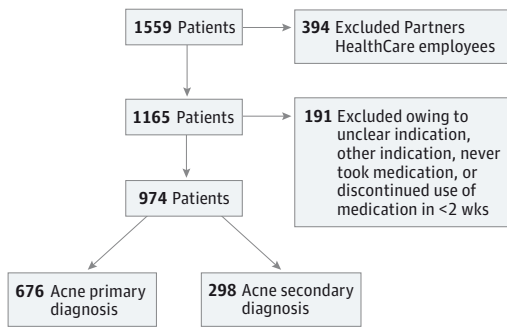 1559 Patients
394 Excluded Partners
HealthCare employees
1165 Patients
191 Excluded owing to
unclear indication,
other indication, never
took medication, or
discontinued use of
medication in <2 wks
974 Patients
676 Acne primary
diagnosis
298 Acne secondary
diagnosis